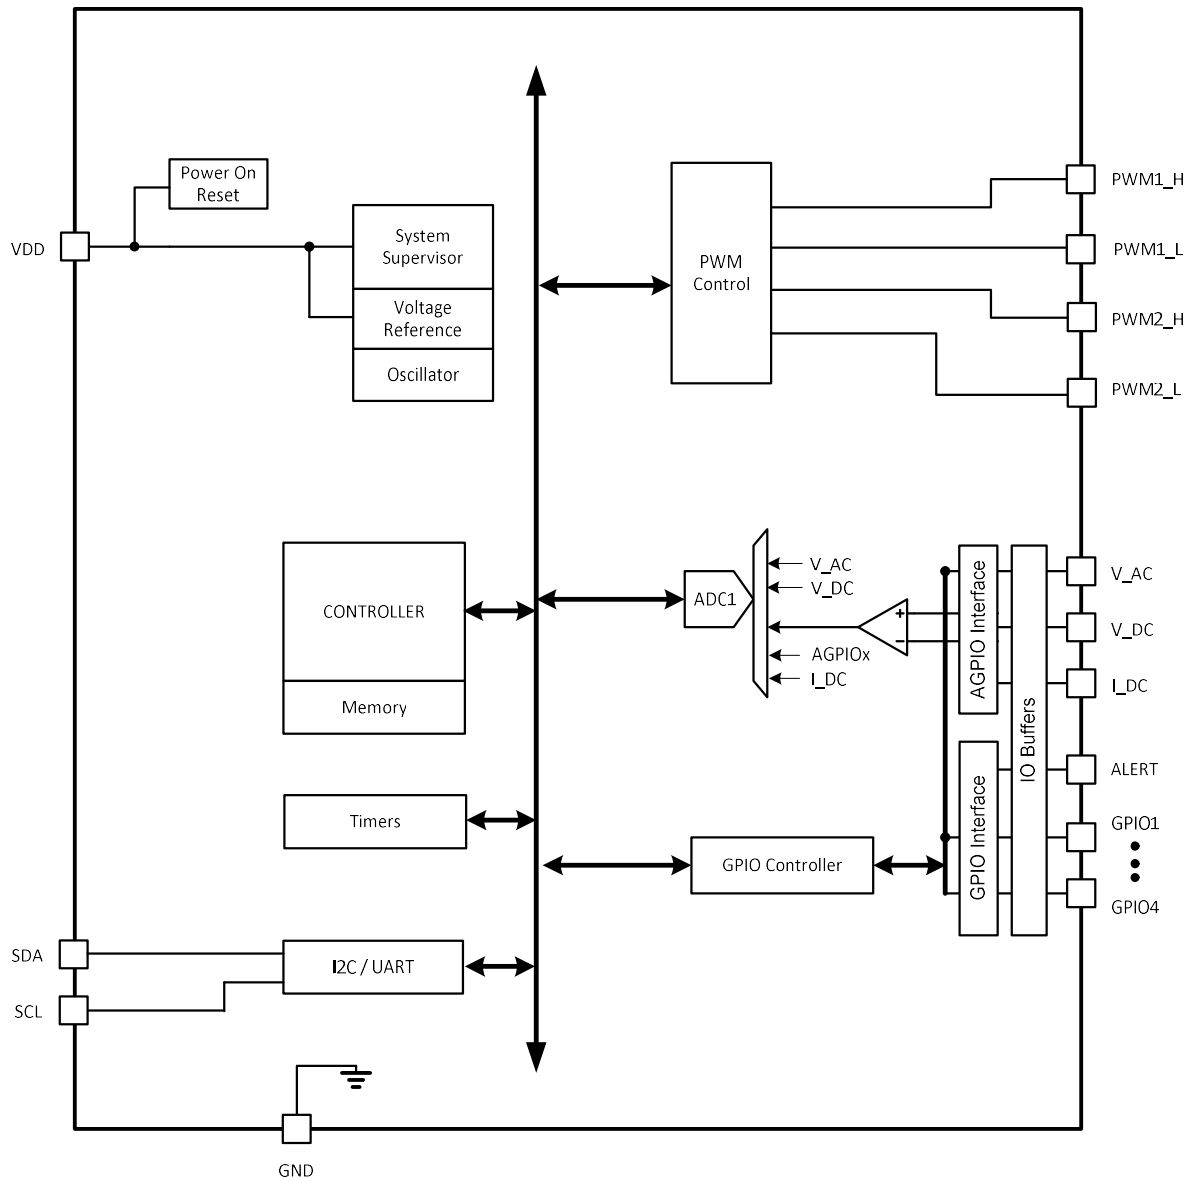 Power On
Reset
VDD
System
Supervisor
Voltage
Reference
Oscillator
PWM
Control
PWM1_H
PWM1_L
PWM2_H
PWM2_L
CONTROLLER
Memory
ADC1
V_AC
V_DC
AGPIOx
I_DC
+
−
AGPIO Interface
IO Buffers
GPIO Interface
V_AC
V_DC
I_DC
ALERT
GPIO1
GPIO4
Timers
GPIO Controller
SDA
SCL
I2C / UART
GND